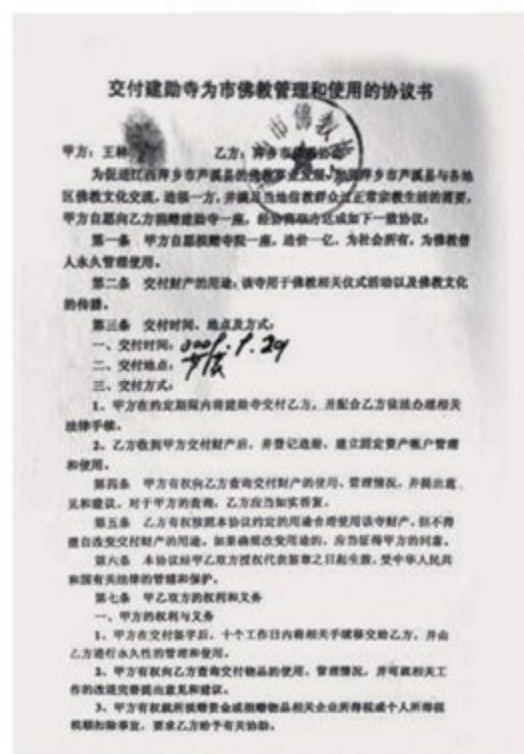 交付建勋寺为市佛教管理和使用的协议书
甲方:王林 乙方:萍乡市佛教协会
为促进江西萍乡市芦溪县的佛教事业发展,加强萍乡市芦溪县与各地
区佛教文化交流,造福一方,并满足当地信教群众过正常宗教生活的需要,
甲方自愿向乙方捐赠建勋寺一座,经协商双方达成如下一致协议:
第一条 甲方自愿捐赠寺院一座,造价一亿,为社会所有,为佛教僧
人永久管理使用。
第二条 交付财产的用途:该寺用于佛教相关仪式活动以及佛教文化
的传播。
第三条 交付时间、地点及方式:
一、交付时间:
二、交付地点:
三、交付方式:
1、甲方在约定期限内将建勋寺交付乙方,并配合乙方依法办理相关
法律手续。
2、乙方收到甲方交付财产后,并登记造册,建立固定资产账户管理
和使用。
第四条 甲方有权向乙方查询交付财产的使用、管理情况,并提出意
见和建议。对于甲方的查询,乙方应当如实答复。
第五条 乙方有权按照本协议约定的用途合理使用该寺财产,但不得
擅自改变交付财产的用途。如果确需改变用途的,应当征得甲方的同意。
第六条 本协议经甲乙双方授权代表签章之日起生效,受中华人民共
和国有关法律的管辖和保护。
第七条 甲乙双方的权利和义务
一、甲方的权利与义务
1、甲方在交付签字后,十个工作日内将相关手续移交给乙方,并由
乙方进行永久性的管理和使用。
2、甲方有权向乙方查询交付物品的使用、管理情况,并可就相关工
作的改进完善提出意见和建议。
3、甲方有权就所捐赠资金或捐赠物品相关企业所得税或个人所得税
税额扣除事宜,要求乙方给予有关协助。